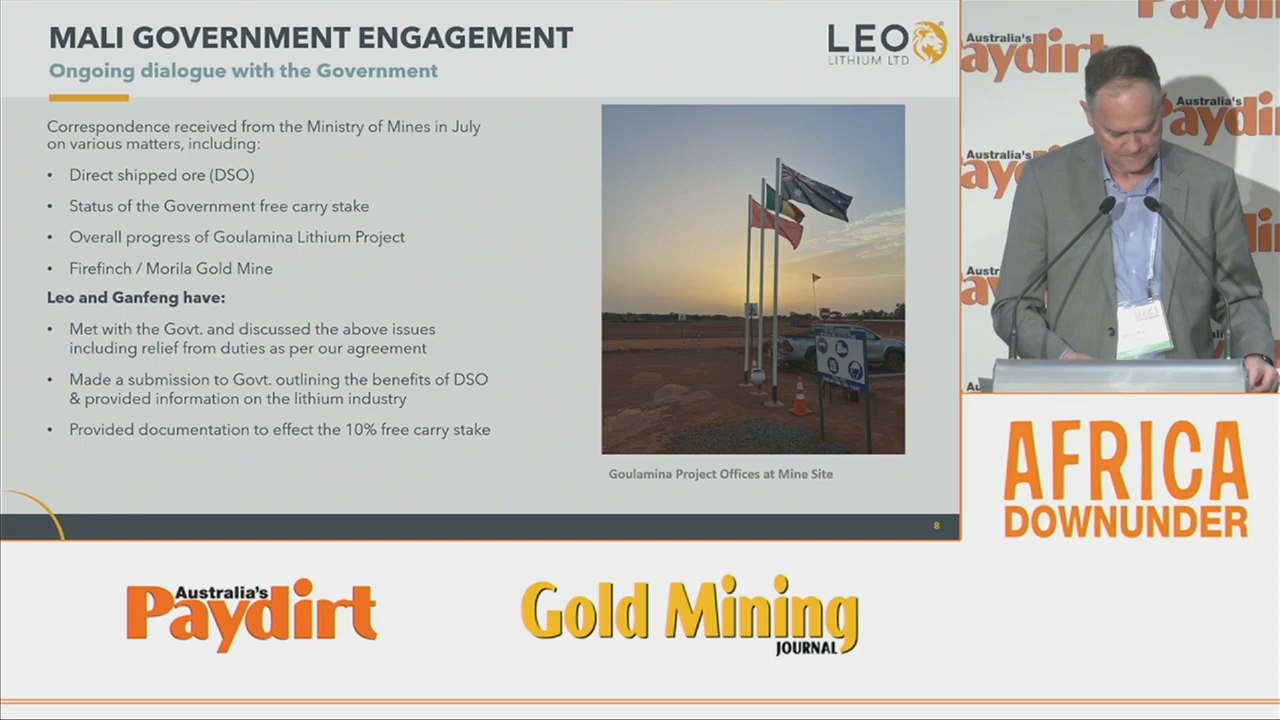 MALI GOVERNMENT ENGAGEMENT
Ongoing dialogue with the Government
LEO
LITHIUM LTD
Correspondence received from the Ministry of Mines in July
on various matters, including:
• Direct shipped ore (DSO)
• Status of the Government free carry stake
• Overall progress of Goulamina Lithium Project
• Firefinch / Morila Gold Mine
Leo and Ganfeng have:
• Met with the Govt. and discussed the above issues
including relief from duties as per our agreement
• Made a submission to Govt. outlining the benefits of DSO
& provided information on the lithium industry
• Provided documentation to effect the 10% free carry stake
Goulamina Project Offices at Mine Site
8
Paydirt
Australia's
Paydirt
Australia's
Paydirt
Australia's
AFRICA
DOWNUNDER
Australia's
Paydirt
Gold Mining
JOURNAL